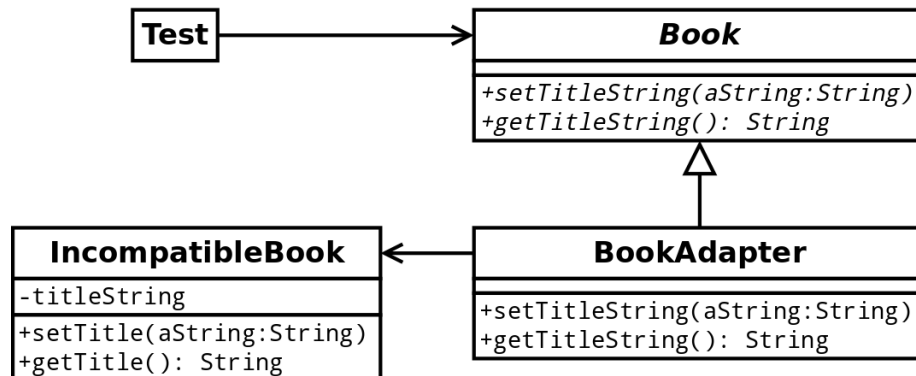 Test
Book
+setTitleString(aString:String)
+getTitleString(): String
IncompatibleBook
-titleString
+setTitle(aString:String)
+getTitle(): String
BookAdapter
+setTitleString(aString:String)
+getTitleString(): String